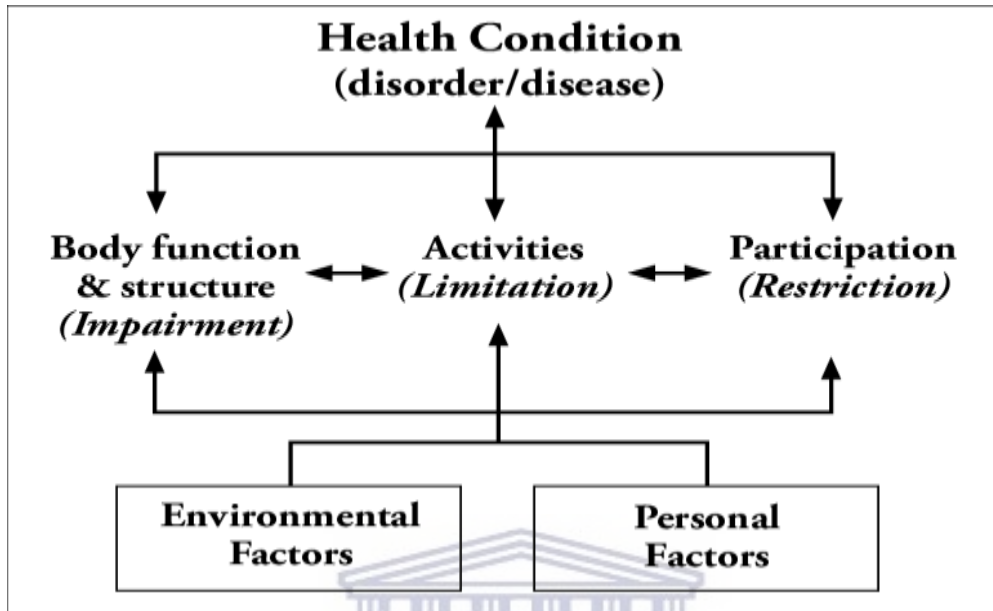 Health Condition
(disorder/disease)
Body function
& structure
(Impairment)
Activities
(Limitation)
Participation
(Restriction)
Environmental
Factors
Personal
Factors